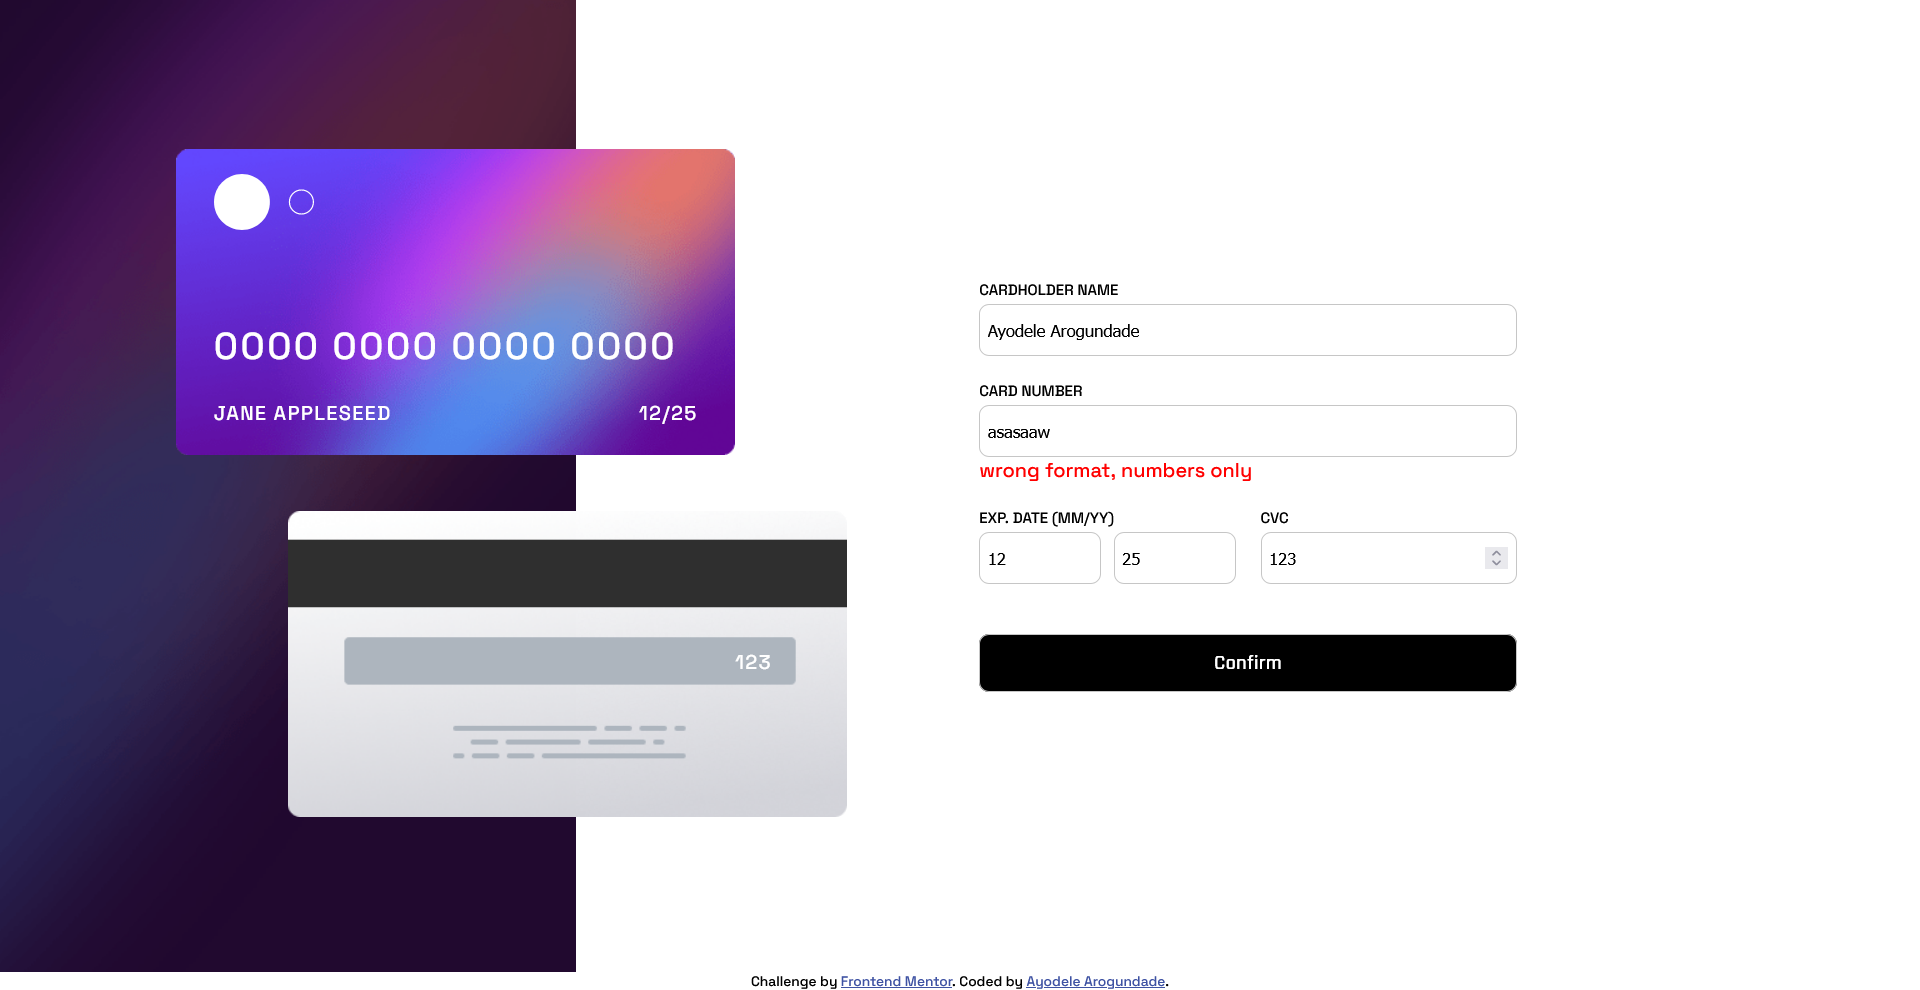 0000 0000 0000 0000
JANE APPLESEED 12/25
123
CARDHOLDER NAME
Ayodele Arogundade
CARD NUMBER
asasaaw
wrong format, numbers only
EXP. DATE (MM/YY) CVC
12 25 123
Confirm
Challenge by Frontend Mentor. Coded by Ayodele Arogundade.